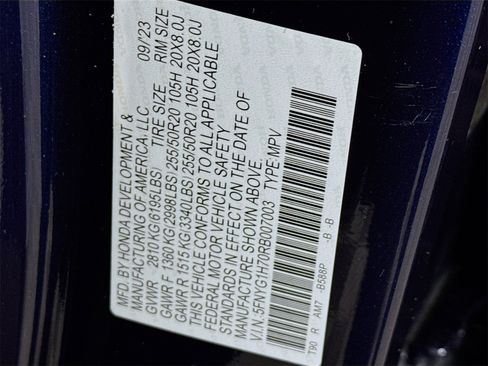 MFD. BY HONDA DEVELOPMENT &
MANUFACTURING OF AMERICA, LLC. 09/23
GVWR 2810 KG(6195LBS) TIRE SIZE RIM SIZE
GAWR F 1360 KG(2998LBS) 255/50R20 105H 20X8.0J
GAWR R 1515 KG(3340LBS) 255/50R20 105H 20X8.0J
THIS VEHICLE CONFORMS TO ALL APPLICABLE
FEDERAL MOTOR VEHICLE SAFETY
STANDARDS IN EFFECT ON THE DATE OF
MANUFACTURE SHOWN ABOVE.
V.I.N.:5FNYG1H70RB007003 TYPE:MPV
T90 R AM7 -B588P -B -B